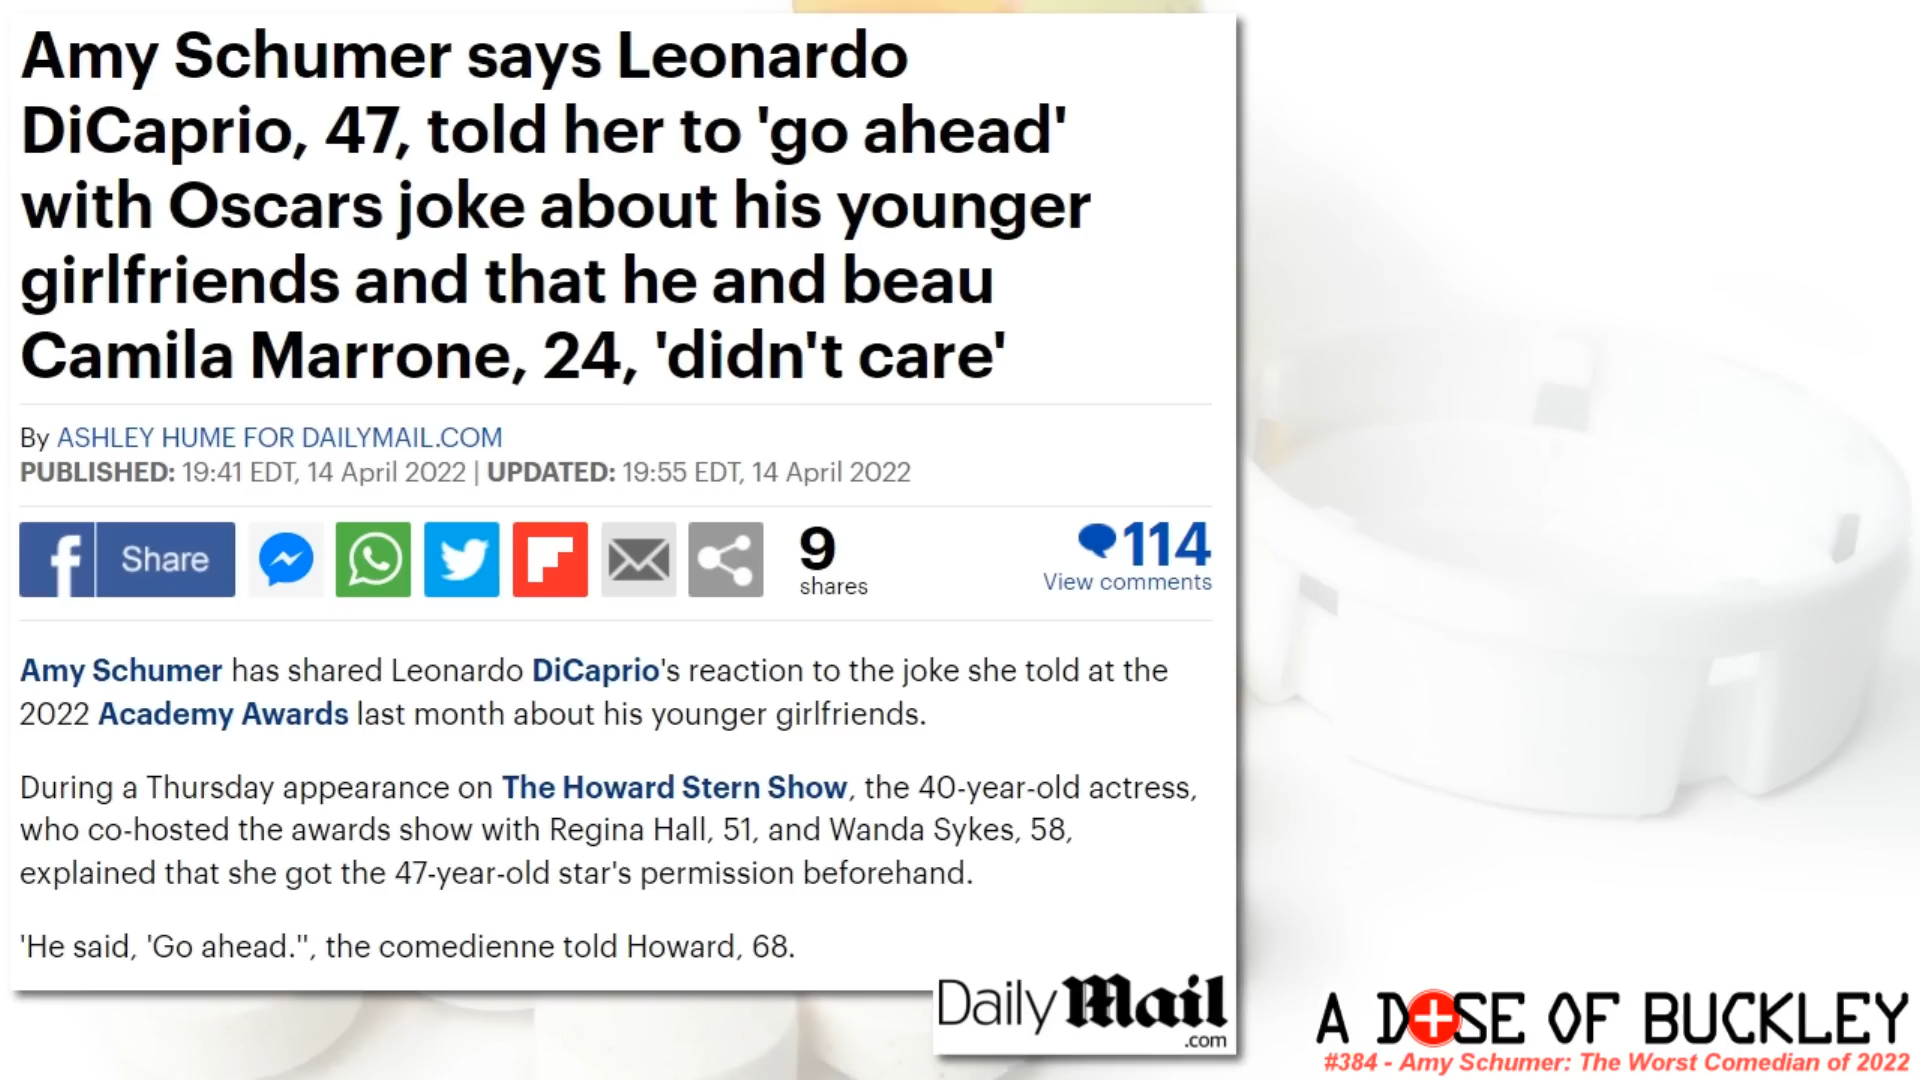 Amy Schumer says Leonardo
DiCaprio, 47, told her to 'go ahead'
with Oscars joke about his younger
girlfriends and that he and beau
Camila Marrone, 24, 'didn't care'
By ASHLEY HUME FOR DAILYMAIL.COM
PUBLISHED: 19:41 EDT, 14 April 2022 | UPDATED: 19:55 EDT, 14 April 2022
f Share
9
shares
114
View comments
Amy Schumer has shared Leonardo DiCaprio's reaction to the joke she told at the
2022 Academy Awards last month about his younger girlfriends.
During a Thursday appearance on The Howard Stern Show, the 40-year-old actress,
who co-hosted the awards show with Regina Hall, 51, and Wanda Sykes, 58,
explained that she got the 47-year-old star's permission beforehand.
'He said, 'Go ahead.'', the comedienne told Howard, 68.
Daily Mail
.com
A DOSE OF BUCKLEY
#384 - Amy Schumer: The Worst Comedian of 2022